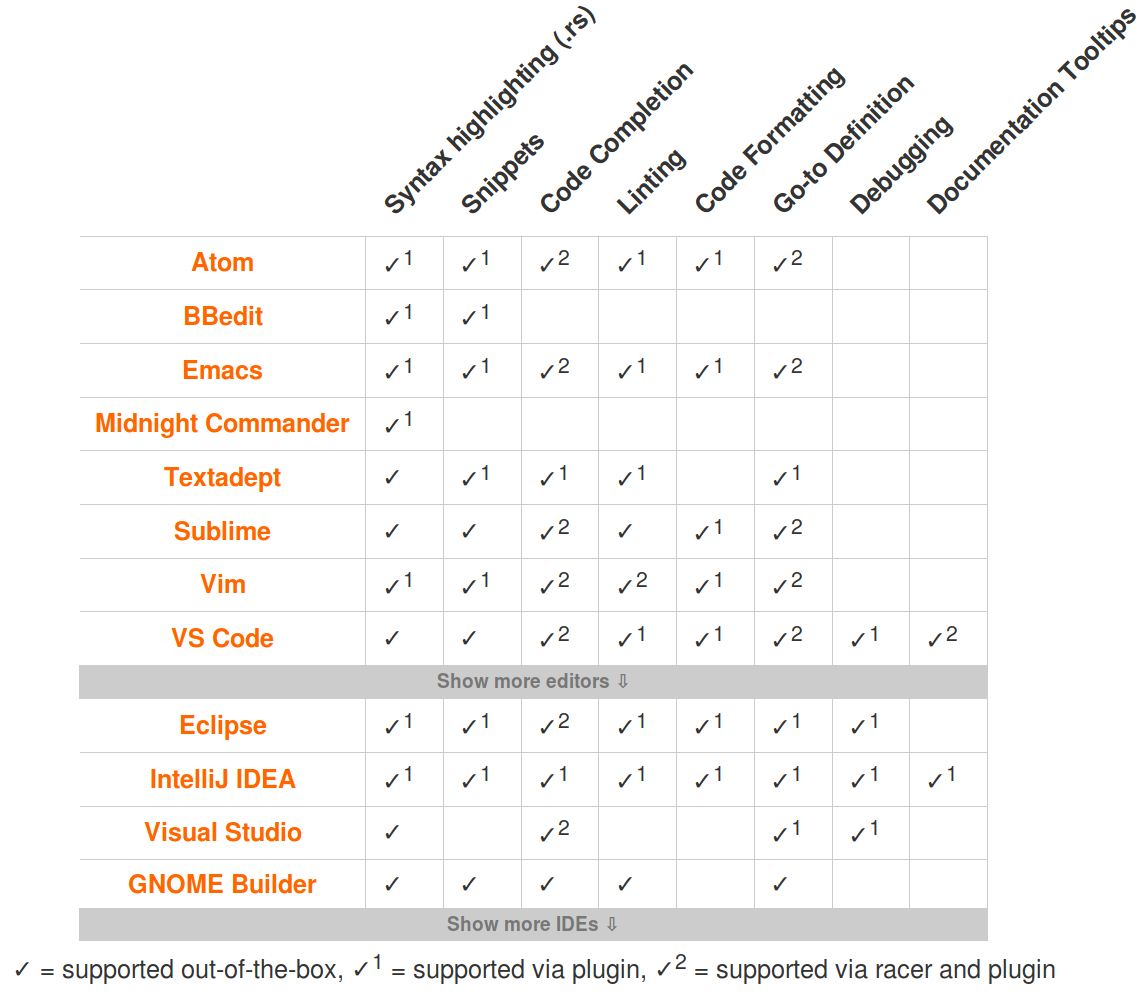 Syntax highlighting (.rs) Snippets Code Completion Linting Code Formatting Go-to Definition Debugging Documentation Tooltips
Atom ✓1 ✓1 ✓2 ✓1 ✓1 ✓2
BBedit ✓1 ✓1
Emacs ✓1 ✓1 ✓2 ✓1 ✓1 ✓2
Midnight Commander ✓1
Textadept ✓ ✓1 ✓1 ✓1 ✓1
Sublime ✓ ✓ ✓2 ✓ ✓1 ✓2
Vim ✓1 ✓1 ✓2 ✓2 ✓1 ✓2
VS Code ✓ ✓ ✓2 ✓1 ✓1 ✓2 ✓1 ✓2
Show more editors ⇩
Eclipse ✓1 ✓1 ✓2 ✓1 ✓1 ✓1 ✓1
IntelliJ IDEA ✓1 ✓1 ✓1 ✓1 ✓1 ✓1 ✓1 ✓1
Visual Studio ✓ ✓2 ✓1 ✓1
GNOME Builder ✓ ✓ ✓ ✓ ✓
Show more IDEs ⇩
✓ = supported out-of-the-box, ✓1 = supported via plugin, ✓2 = supported via racer and plugin